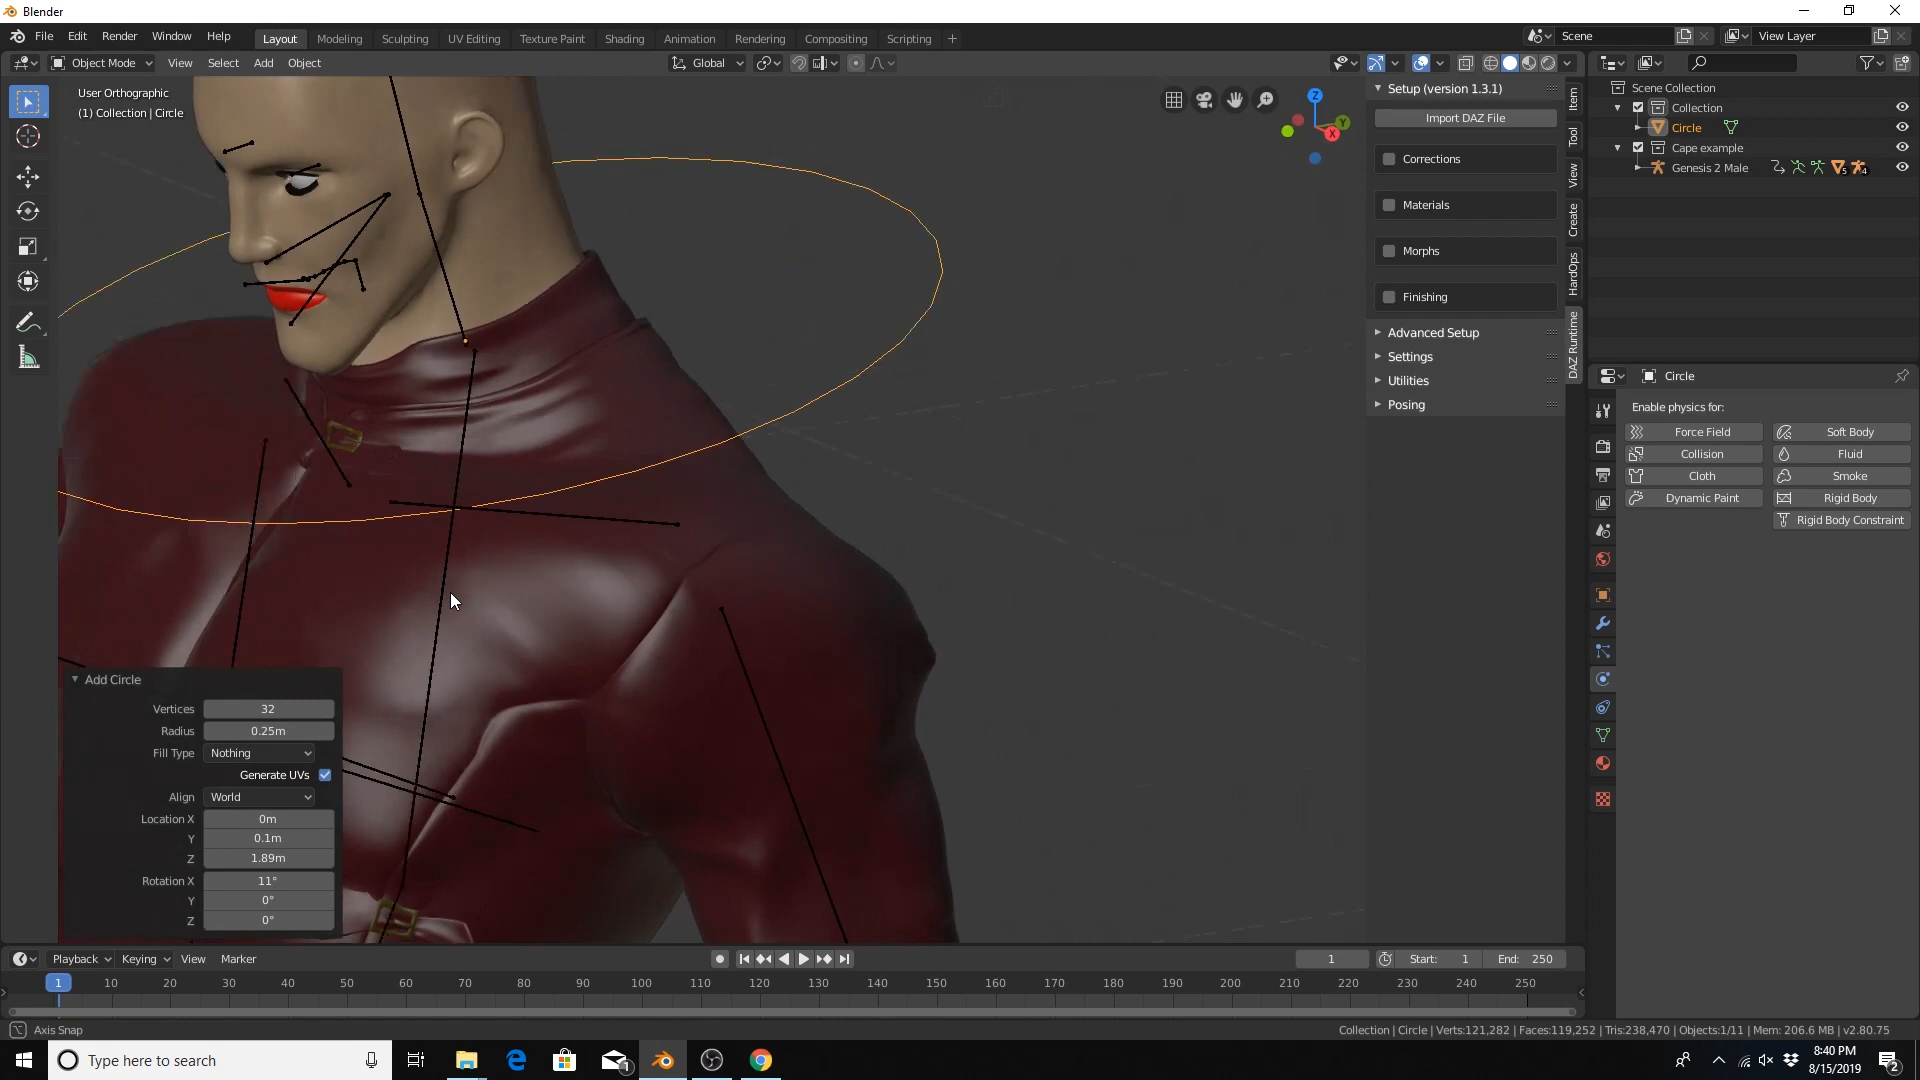 Blender
File Edit Render Window Help
Layout Modeling Sculpting UV Editing Texture Paint Shading Animation Rendering Compositing Scripting +
Scene View Layer
Object Mode View Select Add Object Global
User Orthographic
(1) Collection | Circle
Z
Y
X
Setup (version 1.3.1)
Import DAZ File
Corrections
Materials
Morphs
Finishing
Advanced Setup
Settings
Utilities
Posing
Item
Tool
View
Create
HardOps
DAZ Runtime
Scene Collection
Collection
Circle
Cape example
Genesis 2 Male 5 4
Circle
Enable physics for:
Force Field Soft Body
Collision Fluid
Cloth Smoke
Dynamic Paint Rigid Body
Rigid Body Constraint
Add Circle
Vertices 32
Radius 0.25m
Fill Type Nothing
Generate UVs
Align World
Location X 0m
Y 0.1m
Z 1.89m
Rotation X 11°
Y 0°
Z 0°
Playback Keying View Marker 1 Start: 1 End: 250
1 10 20 30 40 50 60 70 80 90 100 110 120 130 140 150 160 170 180 190 200 210 220 230 240 250
Axis Snap Collection | Circle | Verts:121,282 | Faces:119,252 | Tris:238,470 | Objects:1/11 | Mem: 206.6 MB | v2.80.75
Type here to search 1 8:40 PM
8/15/2019 2